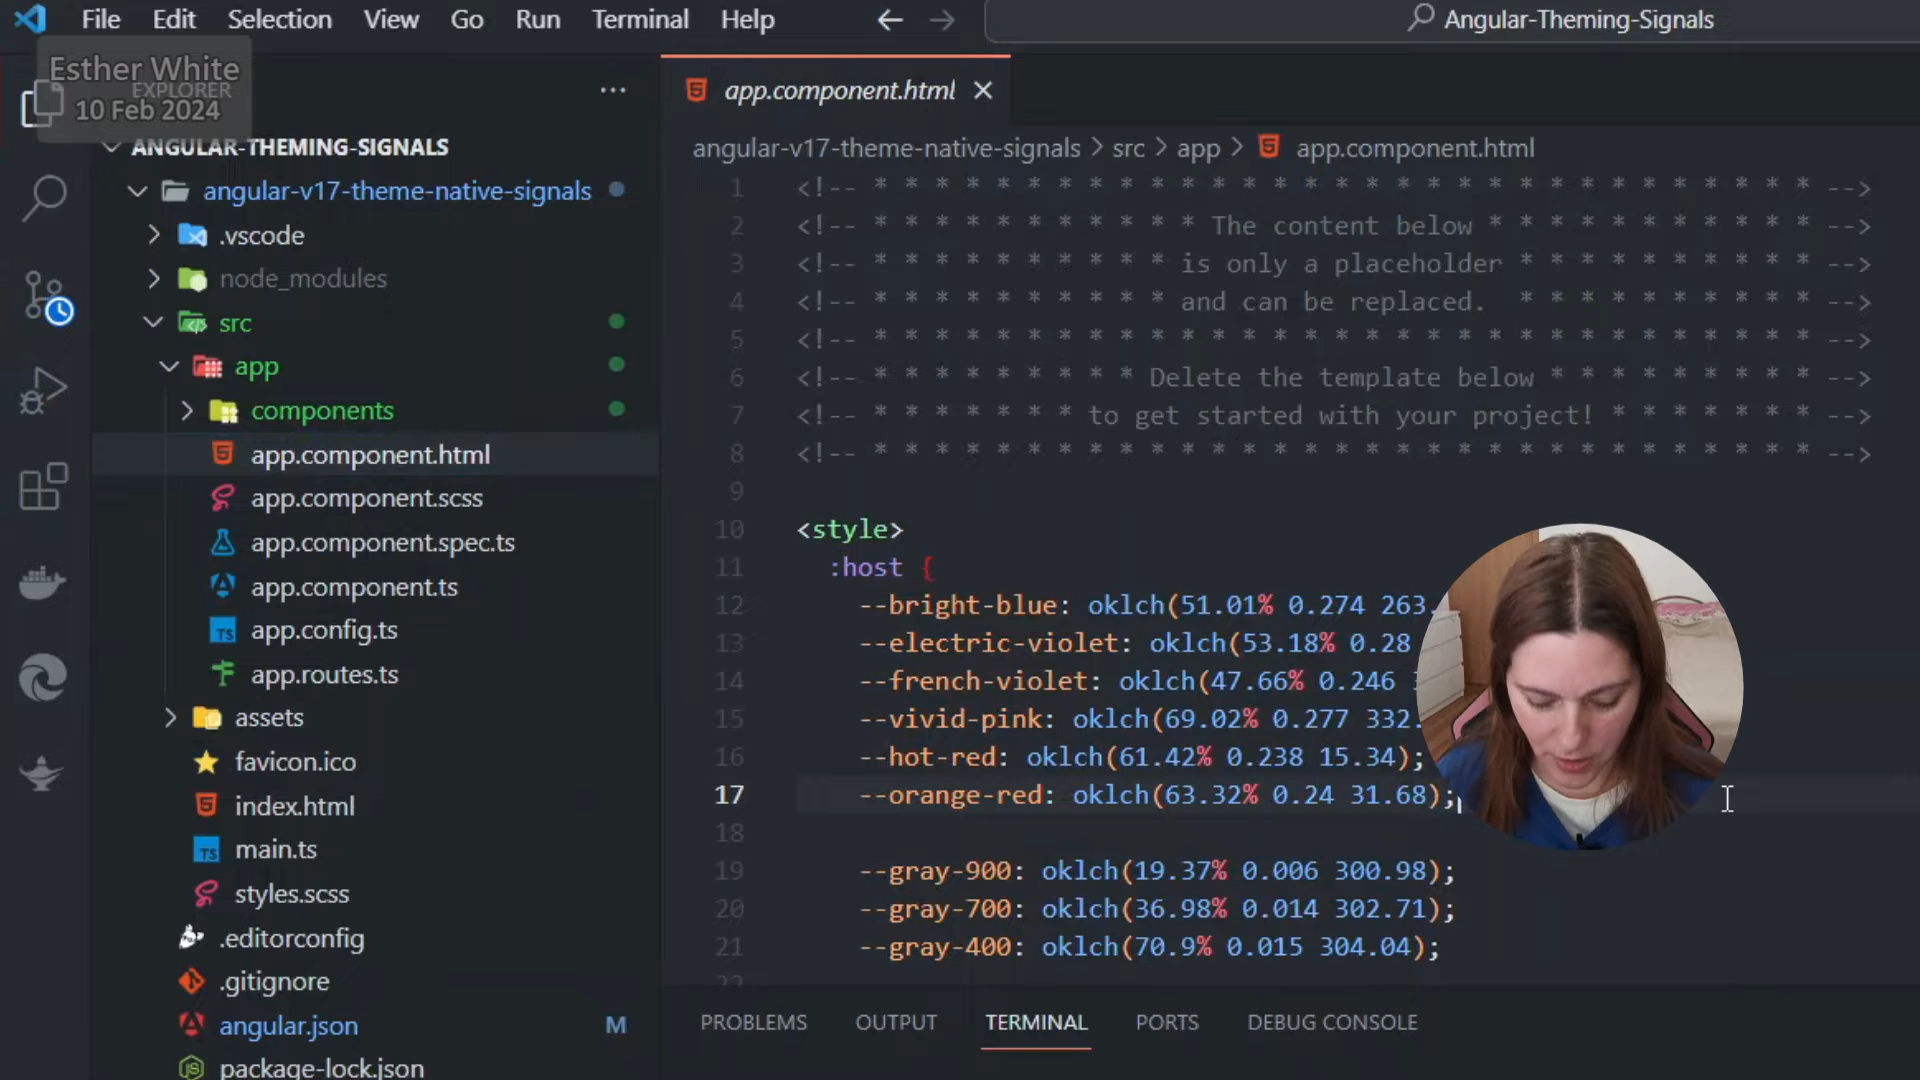 File Edit Selection View Go Run Terminal Help
Angular-Theming-Signals
Esther White
EXPLORER
10 Feb 2024
ANGULAR-THEMING-SIGNALS
angular-v17-theme-native-signals
.vscode
node_modules
src
app
components
app.component.html
app.component.scss
app.component.spec.ts
app.component.ts
app.config.ts
app.routes.ts
assets
favicon.ico
index.html
main.ts
styles.scss
.editorconfig
.gitignore
angular.json M
package-lock.json
app.component.html
angular-v17-theme-native-signals > src > app > app.component.html
1 <!-- * * * * * * * * * * * * * * * * * * * * * * * * * * * * * * * -->
2 <!-- * * * * * * * * * * * The content below * * * * * * * * * * * -->
3 <!-- * * * * * * * * * * is only a placeholder * * * * * * * * * * -->
4 <!-- * * * * * * * * * * and can be replaced. * * * * * * * * * * -->
5 <!-- * * * * * * * * * * * * * * * * * * * * * * * * * * * * * * * -->
6 <!-- * * * * * * * * * Delete the template below * * * * * * * * * -->
7 <!-- * * * * * * * to get started with your project! * * * * * * * -->
8 <!-- * * * * * * * * * * * * * * * * * * * * * * * * * * * * * * * -->
9
10 <style>
11 :host {
12 --bright-blue: oklch(51.01% 0.274 263.
13 --electric-violet: oklch(53.18% 0.28
14 --french-violet: oklch(47.66% 0.246
15 --vivid-pink: oklch(69.02% 0.277 332.
16 --hot-red: oklch(61.42% 0.238 15.34);
17 --orange-red: oklch(63.32% 0.24 31.68);
18
19 --gray-900: oklch(19.37% 0.006 300.98);
20 --gray-700: oklch(36.98% 0.014 302.71);
21 --gray-400: oklch(70.9% 0.015 304.04);
22
PROBLEMS OUTPUT TERMINAL PORTS DEBUG CONSOLE